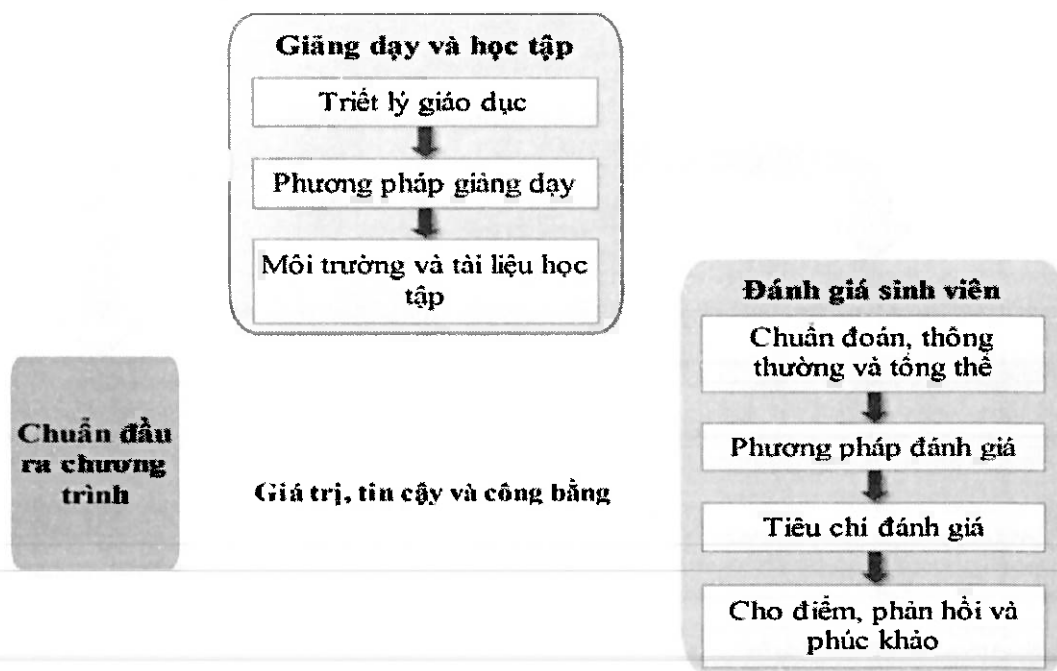 Giảng dạy và học tập
Triết lý giáo dục
Phương pháp giảng dạy
Môi trường và tài liệu học
tập
Chuẩn đầu
ra chương
trình
Giá trị, tin cậy và công bằng
Đánh giá sinh viên
Chuẩn đoán, thông
thường và tổng thể
Phương pháp đánh giá
Tiêu chi đánh giá
Cho điểm, phản hồi và
phúc khảo